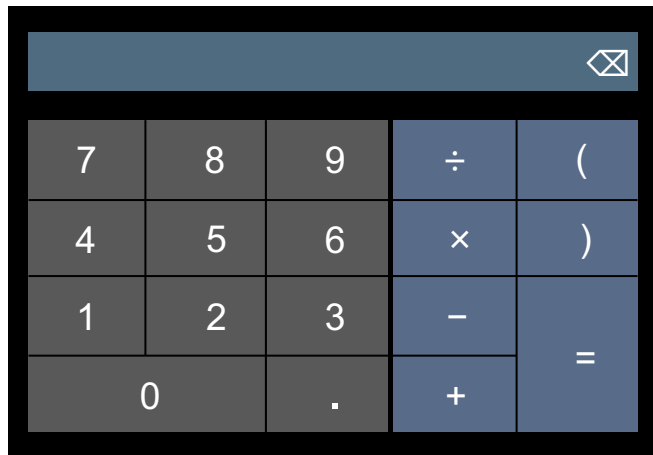 ⌫
7 8 9 ÷ (
4 5 6 × )
1 2 3 −
=
0 . +